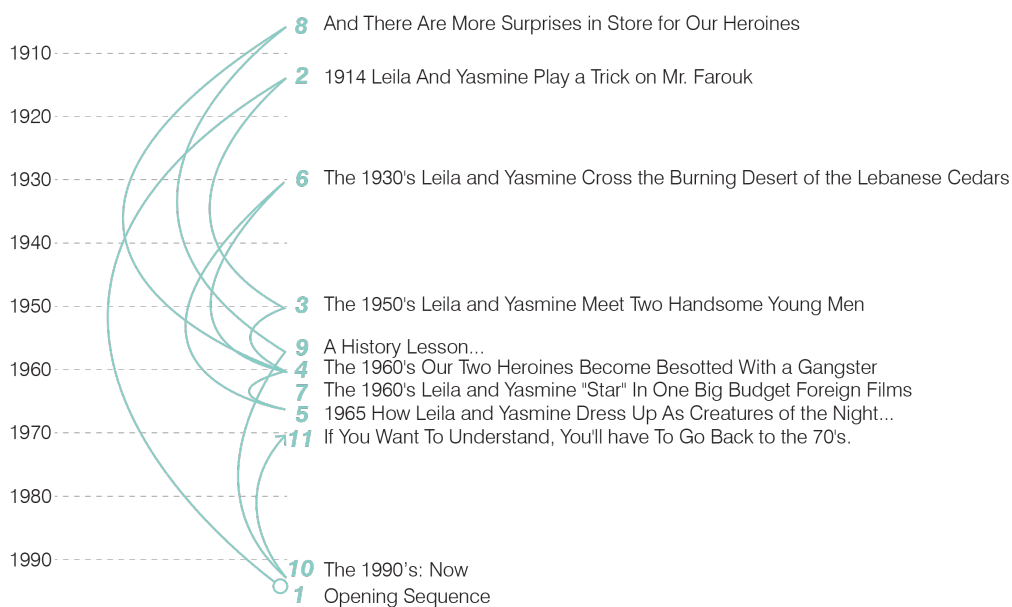 8 And There Are More Surprises in Store for Our Heroines
1910
2 1914 Leila And Yasmine Play a Trick on Mr. Farouk
1920
1930 6 The 1930's Leila and Yasmine Cross the Burning Desert of the Lebanese Cedars
1940
1950 3 The 1950's Leila and Yasmine Meet Two Handsome Young Men
9 A History Lesson...
1960 4 The 1960's Our Two Heroines Become Besotted With a Gangster
7 The 1960's Leila and Yasmine "Star" In One Big Budget Foreign Films
5 1965 How Leila and Yasmine Dress Up As Creatures of the Night...
1970 11 If You Want To Understand, You'll have To Go Back to the 70's.
1980
1990
10 The 1990's: Now
1 Opening Sequence